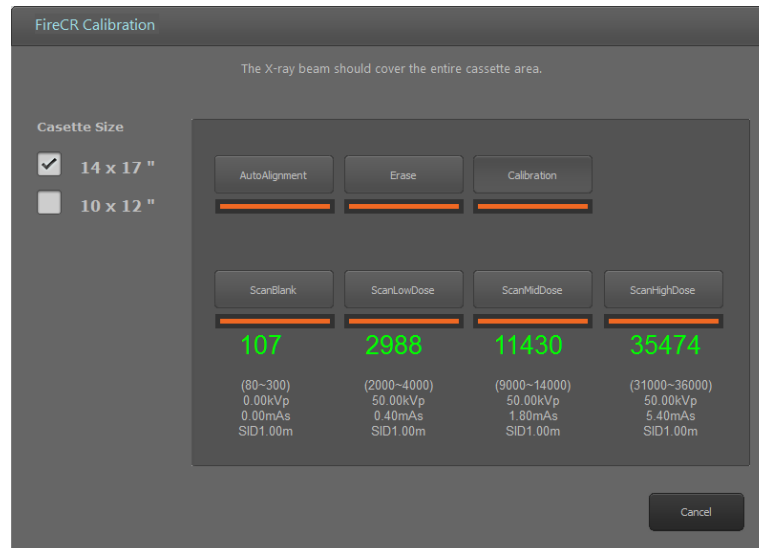 FireCR Calibration
The X-ray beam should cover the entire cassette area.
Casette Size
14 x 17 "
10 x 12 "
AutoAlignment Erase Calibration
ScanBlank ScanLowDose ScanMidDose ScanHighDose
107 2988 11430 35474
(80~300) (2000~4000) (9000~14000) (31000~36000)
0.00kVp 50.00kVp 50.00kVp 50.00kVp
0.00mAs 0.40mAs 1.80mAs 5.40mAs
SID1.00m SID1.00m SID1.00m SID1.00m
Cancel